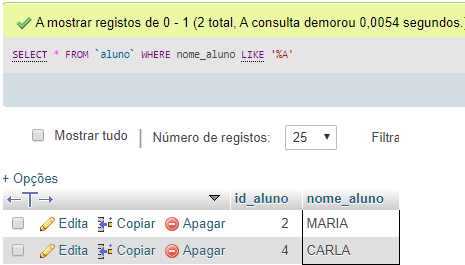 A mostrar registos de 0 - 1 (2 total, A consulta demorou 0,0054 segundos.)
SELECT * FROM `aluno` WHERE nome_aluno LIKE '%A'
Mostrar tudo | Número de registos: 25 Filtra
+ Opções
←T→ id_aluno nome_aluno
Edita Copiar Apagar 2 MARIA
Edita Copiar Apagar 4 CARLA